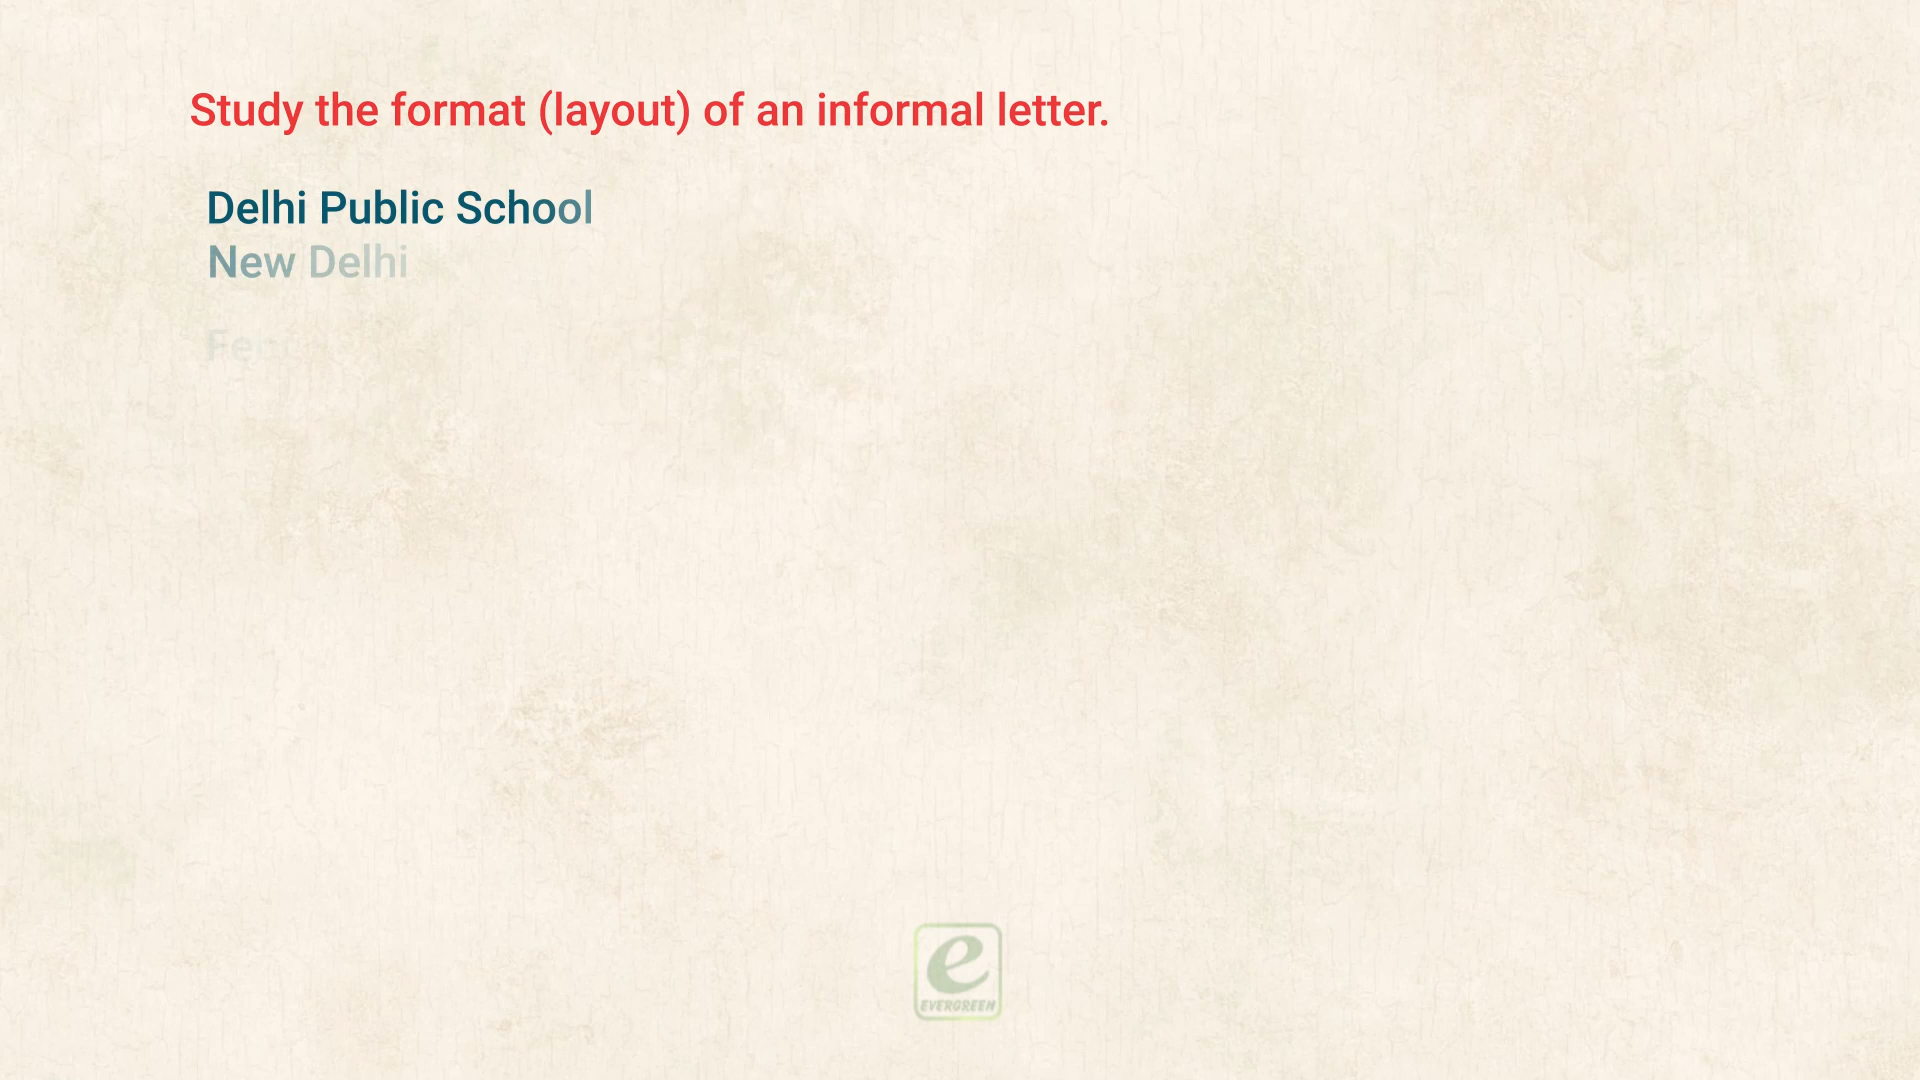 Study the format (layout) of an informal letter.
Delhi Public School
New Delhi
e
EVERGREEN